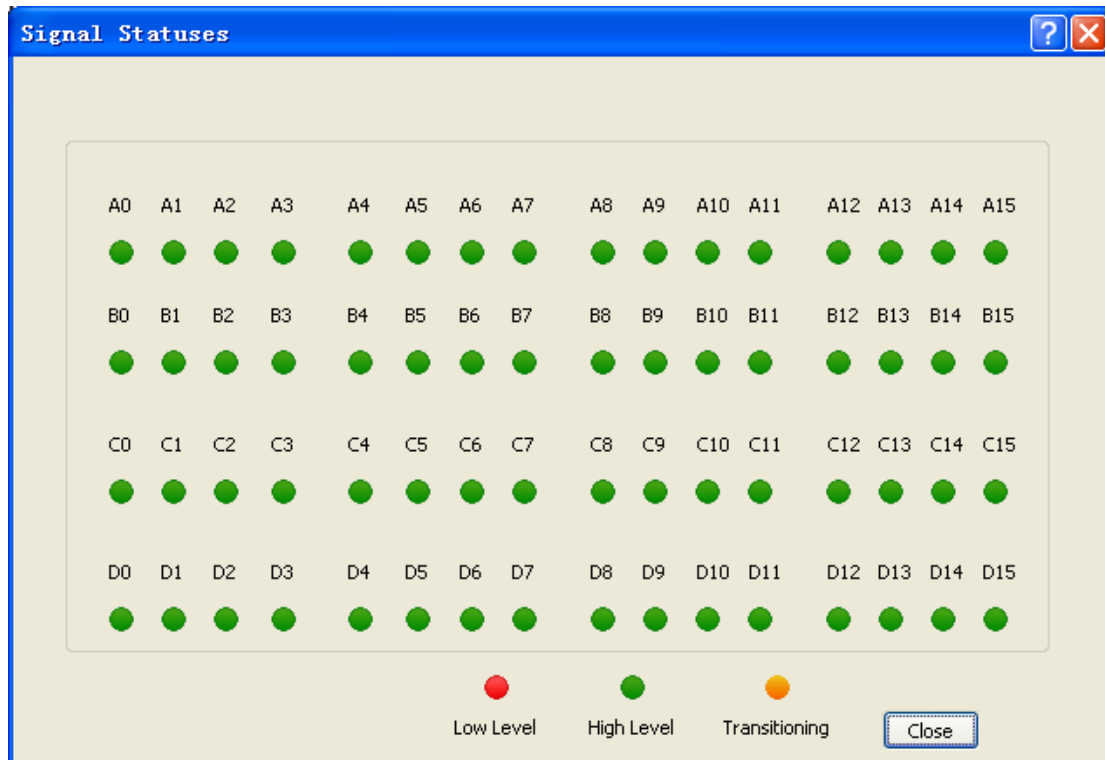 Signal Statuses
A0 A1 A2 A3 A4 A5 A6 A7 A8 A9 A10 A11 A12 A13 A14 A15
B0 B1 B2 B3 B4 B5 B6 B7 B8 B9 B10 B11 B12 B13 B14 B15
C0 C1 C2 C3 C4 C5 C6 C7 C8 C9 C10 C11 C12 C13 C14 C15
D0 D1 D2 D3 D4 D5 D6 D7 D8 D9 D10 D11 D12 D13 D14 D15
Low Level High Level Transitioning Close